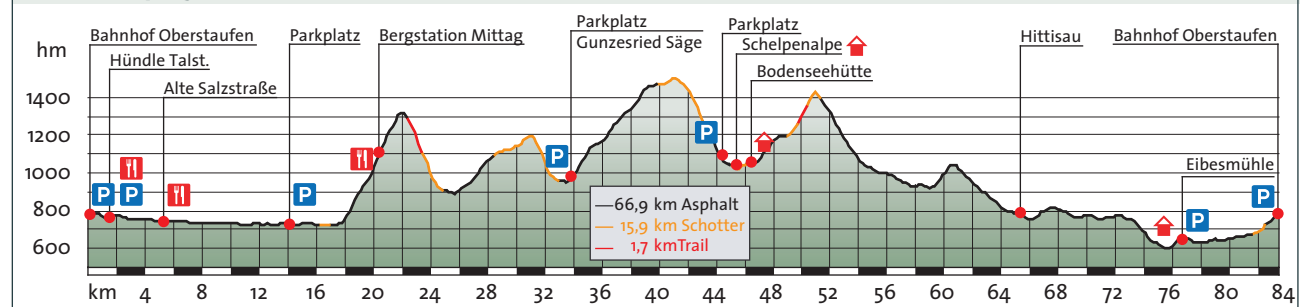 Bahnhof Oberstaufen
Hündle Talst.
Alte Salzstraße
Parkplatz
Bergstation Mittag
Parkplatz
Gunzesried Säge
Parkplatz
Schelpenalpe
Bodenseehütte
Hittisau
Bahnhof Oberstaufen
Eibesmühle
hm
1400
1200
1000
800
600
P
P
P
P
P
P
P
66,9 km Asphalt
15,9 km Schotter
1,7 kmTrail
km 4 8 12 16 20 24 28 32 36 40 44 48 52 56 60 64 68 72 76 80 84